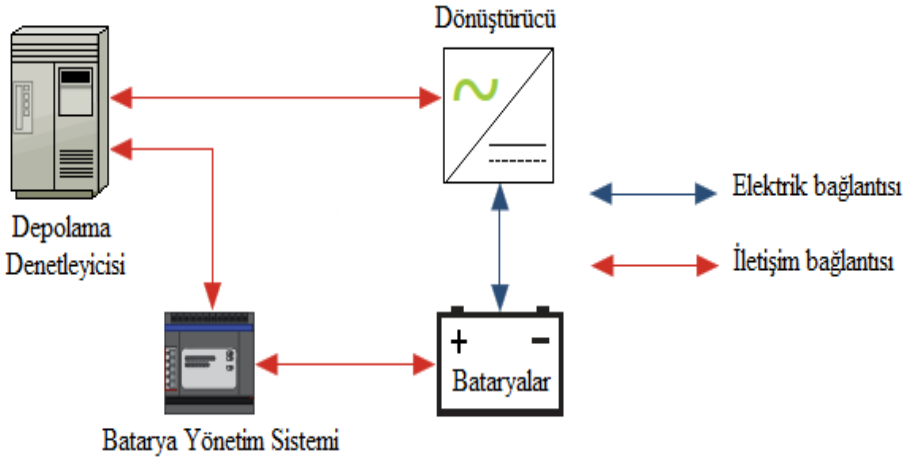 Dönüştürücü
Depolama
Denetleyicisi
Elektrik bağlantısı
İletişim bağlantısı
+ −
Bataryalar
Batarya Yönetim Sistemi